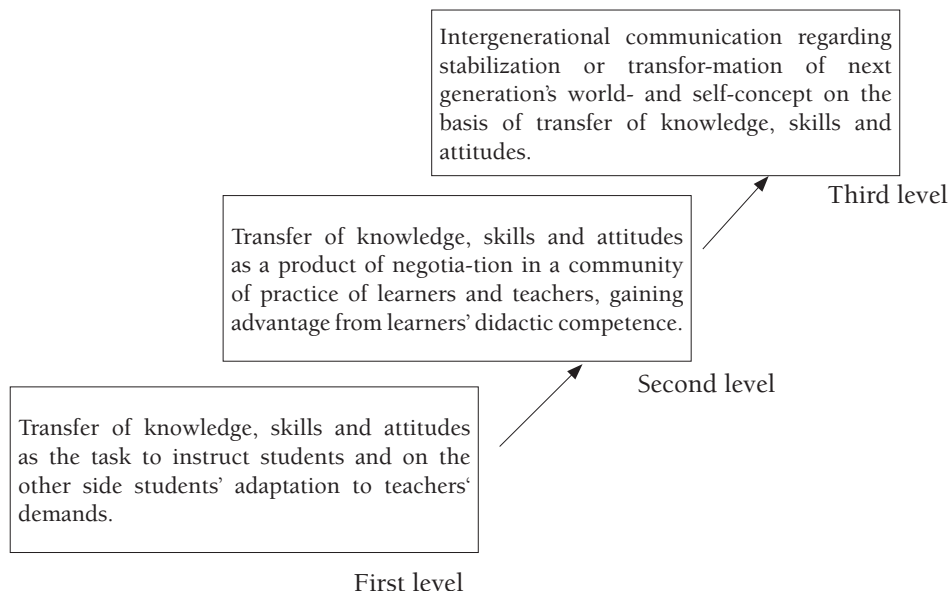 Intergenerational communication regarding
stabilization or transfor-mation of next
generation's world- and self-concept on the
basis of transfer of knowledge, skills and
attitudes.
Third level
Transfer of knowledge, skills and attitudes
as a product of negotia-tion in a community
of practice of learners and teachers, gaining
advantage from learners' didactic competence.
Second level
Transfer of knowledge, skills and attitudes
as the task to instruct students and on the
other side students' adaptation to teachers‘
demands.
First level